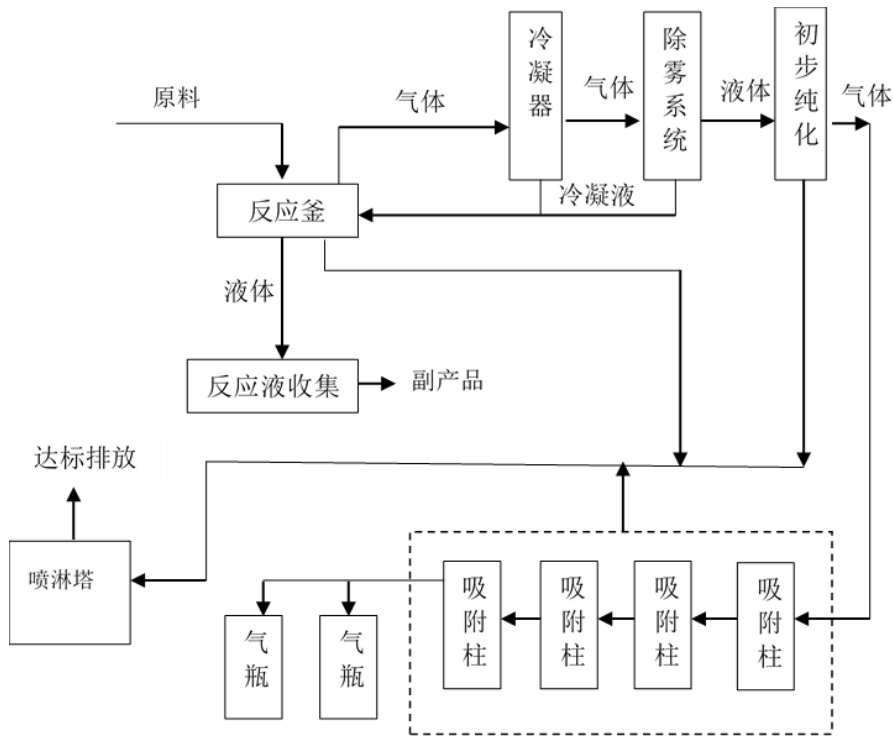 原料
气体
冷凝器
气体
除雾系统
液体
初步纯化
气体
反应釜
冷凝液
液体
反应液收集
副产品
达标排放
喷淋塔
吸附柱
吸附柱
吸附柱
吸附柱
气瓶
气瓶